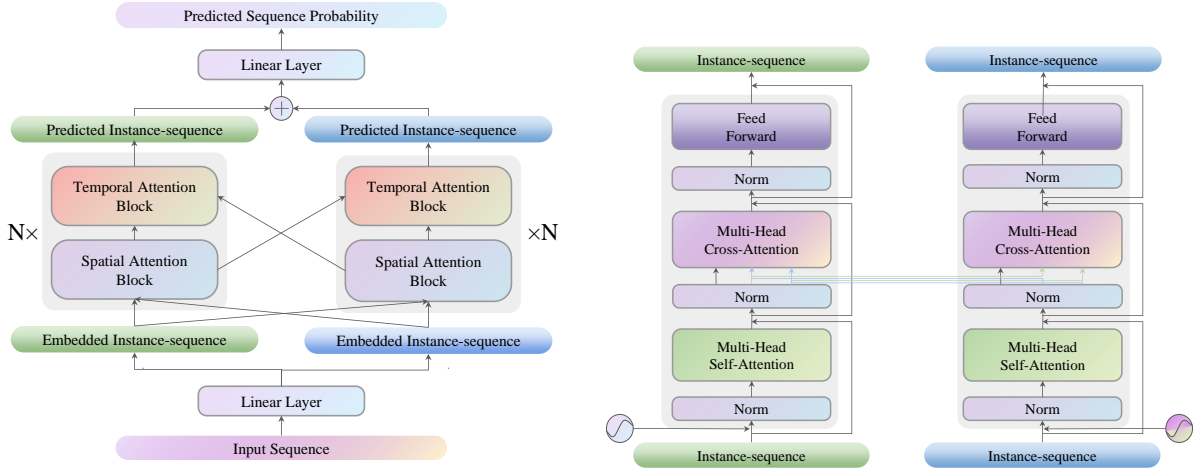 Predicted Sequence Probability
Linear Layer
+
Predicted Instance-sequence
Predicted Instance-sequence
Temporal Attention
Block
Temporal Attention
Block
N×
×N
Spatial Attention
Block
Spatial Attention
Block
Embedded Instance-sequence
Embedded Instance-sequence
Linear Layer
Input Sequence
Instance-sequence
Feed
Forward
Norm
Multi-Head
Cross-Attention
Norm
Multi-Head
Self-Attention
Norm
Instance-sequence
Instance-sequence
Feed
Forward
Norm
Multi-Head
Cross-Attention
Norm
Multi-Head
Self-Attention
Norm
Instance-sequence